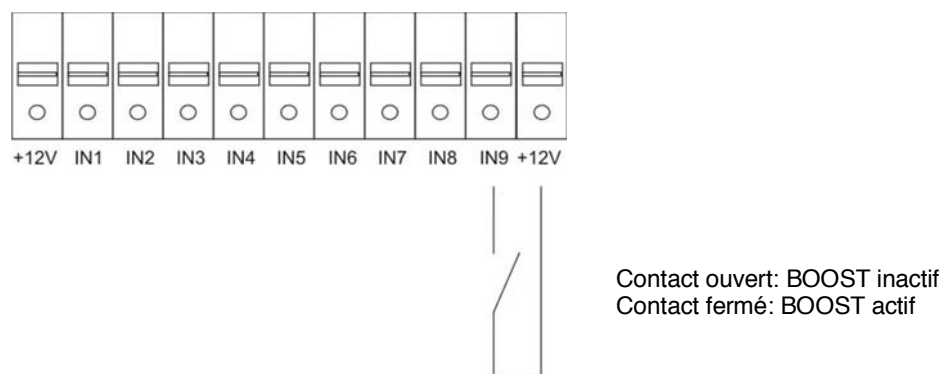 +12V IN1 IN2 IN3 IN4 IN5 IN6 IN7 IN8 IN9 +12V
Contact ouvert: BOOST inactif
Contact fermé: BOOST actif